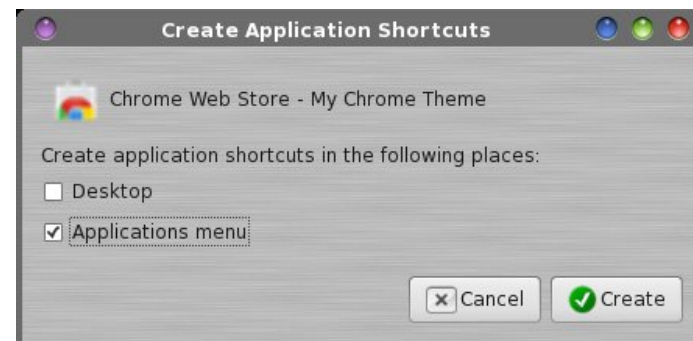 Create Application Shortcuts
Chrome Web Store - My Chrome Theme
Create application shortcuts in the following places:
Desktop
Applications menu
Cancel Create